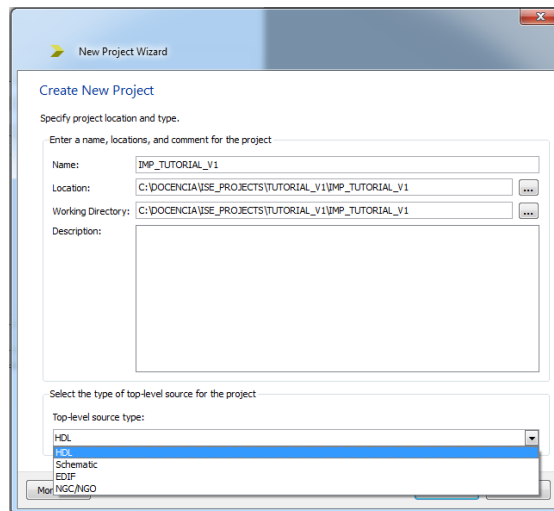 New Project Wizard
Create New Project
Specify project location and type.
Enter a name, locations, and comment for the project
Name: IMP_TUTORIAL_V1
Location: C:\DOCENCIA\ISE_PROJECTS\TUTORIAL_V1\IMP_TUTORIAL_V1 ...
Working Directory: C:\DOCENCIA\ISE_PROJECTS\TUTORIAL_V1\IMP_TUTORIAL_V1 ...
Description:
Select the type of top-level source for the project
Top-level source type:
HDL
HDL
Schematic
EDIF
NGC/NGO